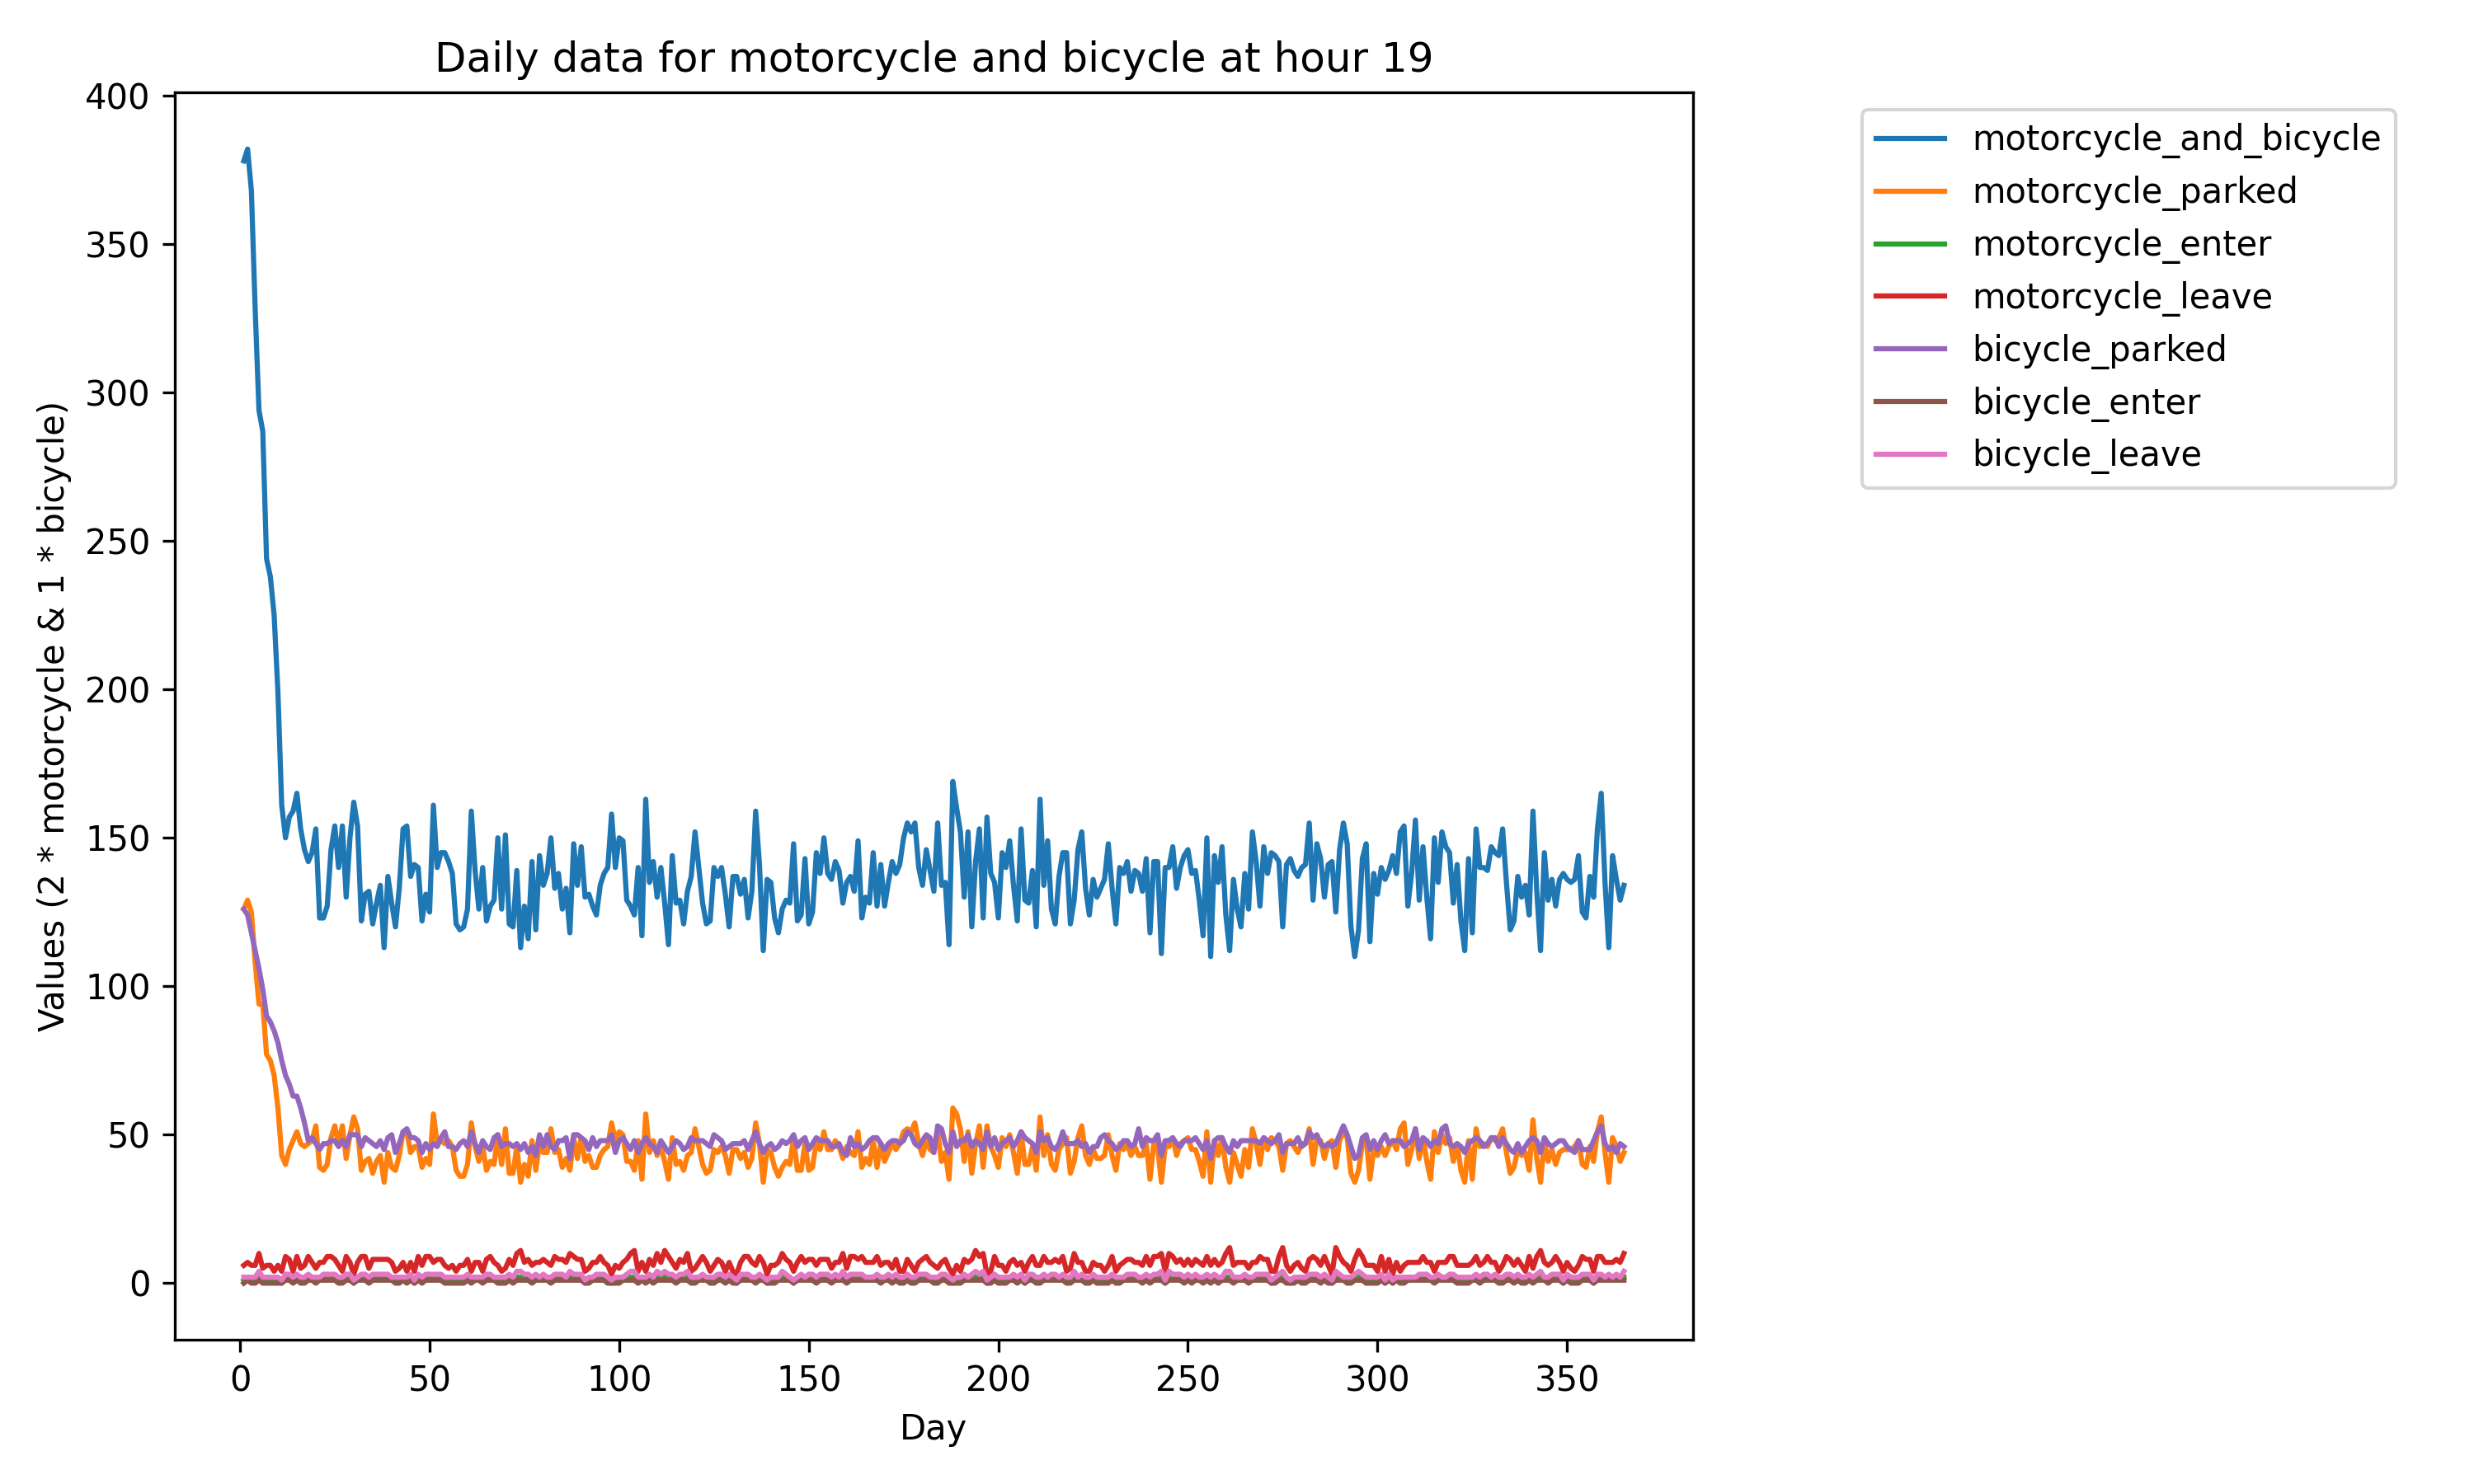 Daily data for motorcycle and bicycle at hour 19
Values (2 * motorcycle & 1 * bicycle)
400
350
300
250
200
150
100
50
0
0 50 100 150 200 250 300 350
Day
motorcycle_and_bicycle
motorcycle_parked
motorcycle_enter
motorcycle_leave
bicycle_parked
bicycle_enter
bicycle_leave